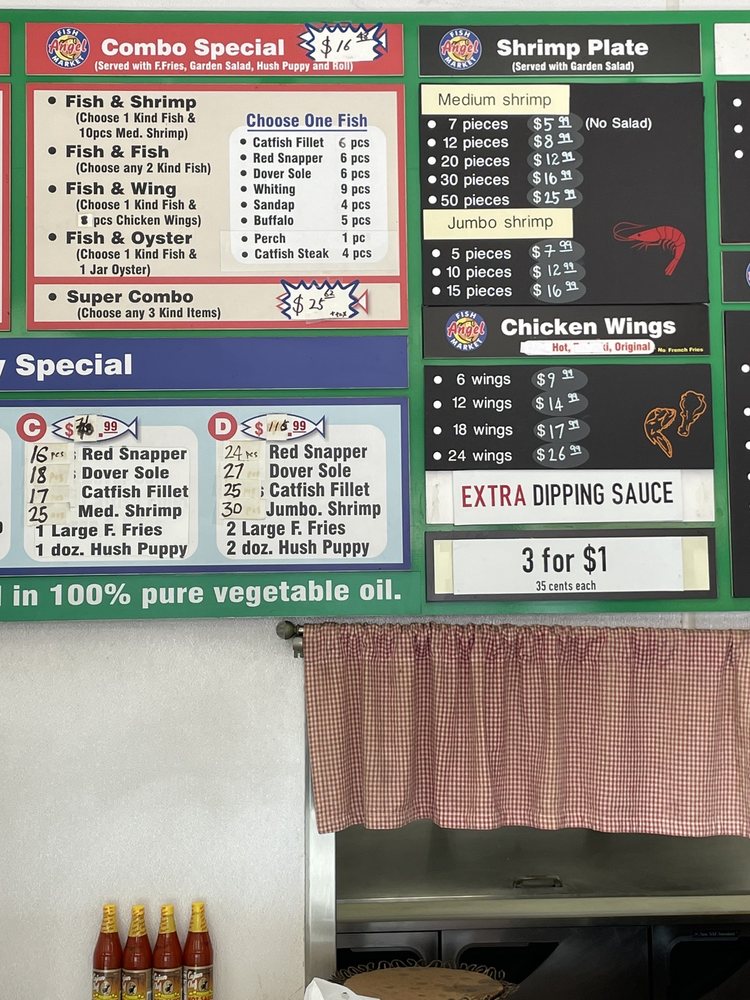 FISH
Angel
MARKET
Combo Special
(Served with F.Fries, Garden Salad, Hush Puppy and Roll)
• Fish & Shrimp
(Choose 1 Kind Fish &
10pcs Med. Shrimp)
• Fish & Fish
(Choose any 2 Kind Fish)
• Fish & Wing
(Choose 1 Kind Fish &
8 pcs Chicken Wings)
• Fish & Oyster
(Choose 1 Kind Fish &
1 Jar Oyster)
Choose One Fish
• Catfish Fillet 6 pcs
• Red Snapper 6 pcs
• Dover Sole 6 pcs
• Whiting 9 pcs
• Sandap 4 pcs
• Buffalo 5 pcs
• Perch 1 pc
• Catfish Steak 4 pcs
• Super Combo
(Choose any 3 Kind Items)
$ 25
y Special
C
.99
16 pcs Red Snapper
18 Dover Sole
17 Catfish Fillet
25 Med. Shrimp
1 Large F. Fries
1 doz. Hush Puppy
D
$ .99
24 pcs Red Snapper
27 Dover Sole
25 Catfish Fillet
30 Jumbo. Shrimp
2 Large F. Fries
2 doz. Hush Puppy
in 100% pure vegetable oil.
FISH
Angel
MARKET
Shrimp Plate
(Served with Garden Salad)
Medium shrimp
• 7 pieces $5 99 (No Salad)
• 12 pieces $8 99
• 20 pieces $12 99
• 30 pieces $16 99
• 50 pieces $25 99
Jumbo shrimp
• 5 pieces $7 99
• 10 pieces $12 99
• 15 pieces $16 99
FISH
Angel
MARKET
Chicken Wings
Hot, ki, Original No French Fries
• 6 wings $9 99
• 12 wings $14 99
• 18 wings $17 99
• 24 wings $26 99
EXTRA DIPPING SAUCE
3 for $1
35 cents each